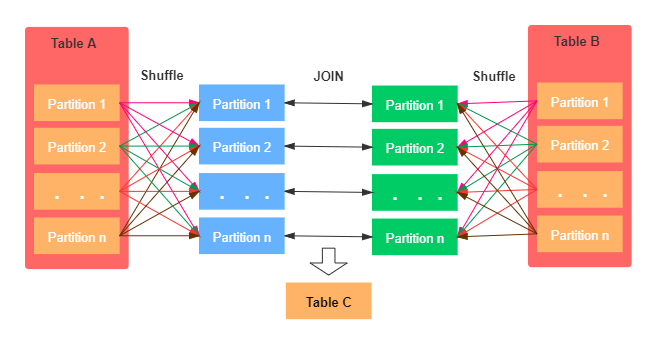 Table A
Table B
Shuffle
JOIN
Shuffle
Partition 1
Partition 1
Partition 1
Partition 1
Partition 2
Partition 2
Partition 2
Partition 2
. . .
. . .
. . .
. . .
Partition n
Partition n
Partition n
Partition n
Table C